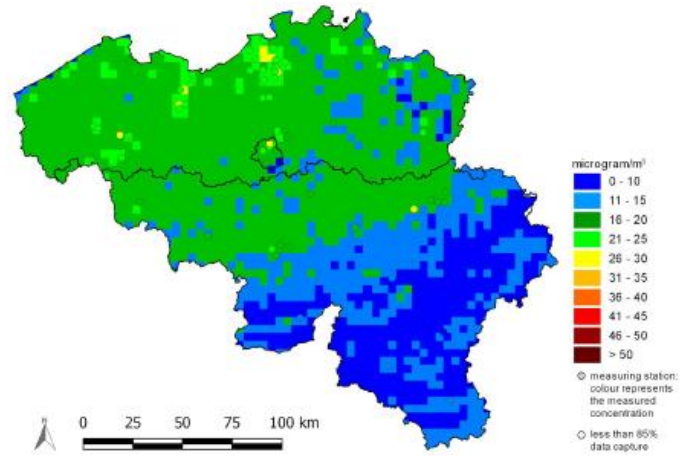 microgram/m³
0 - 10
11 - 15
16 - 20
21 - 25
26 - 30
31 - 35
36 - 40
41 - 45
46 - 50
> 50
measuring station:
colour represents
the measured
concentration
less than 85%
data capture
N
0 25 50 75 100 km